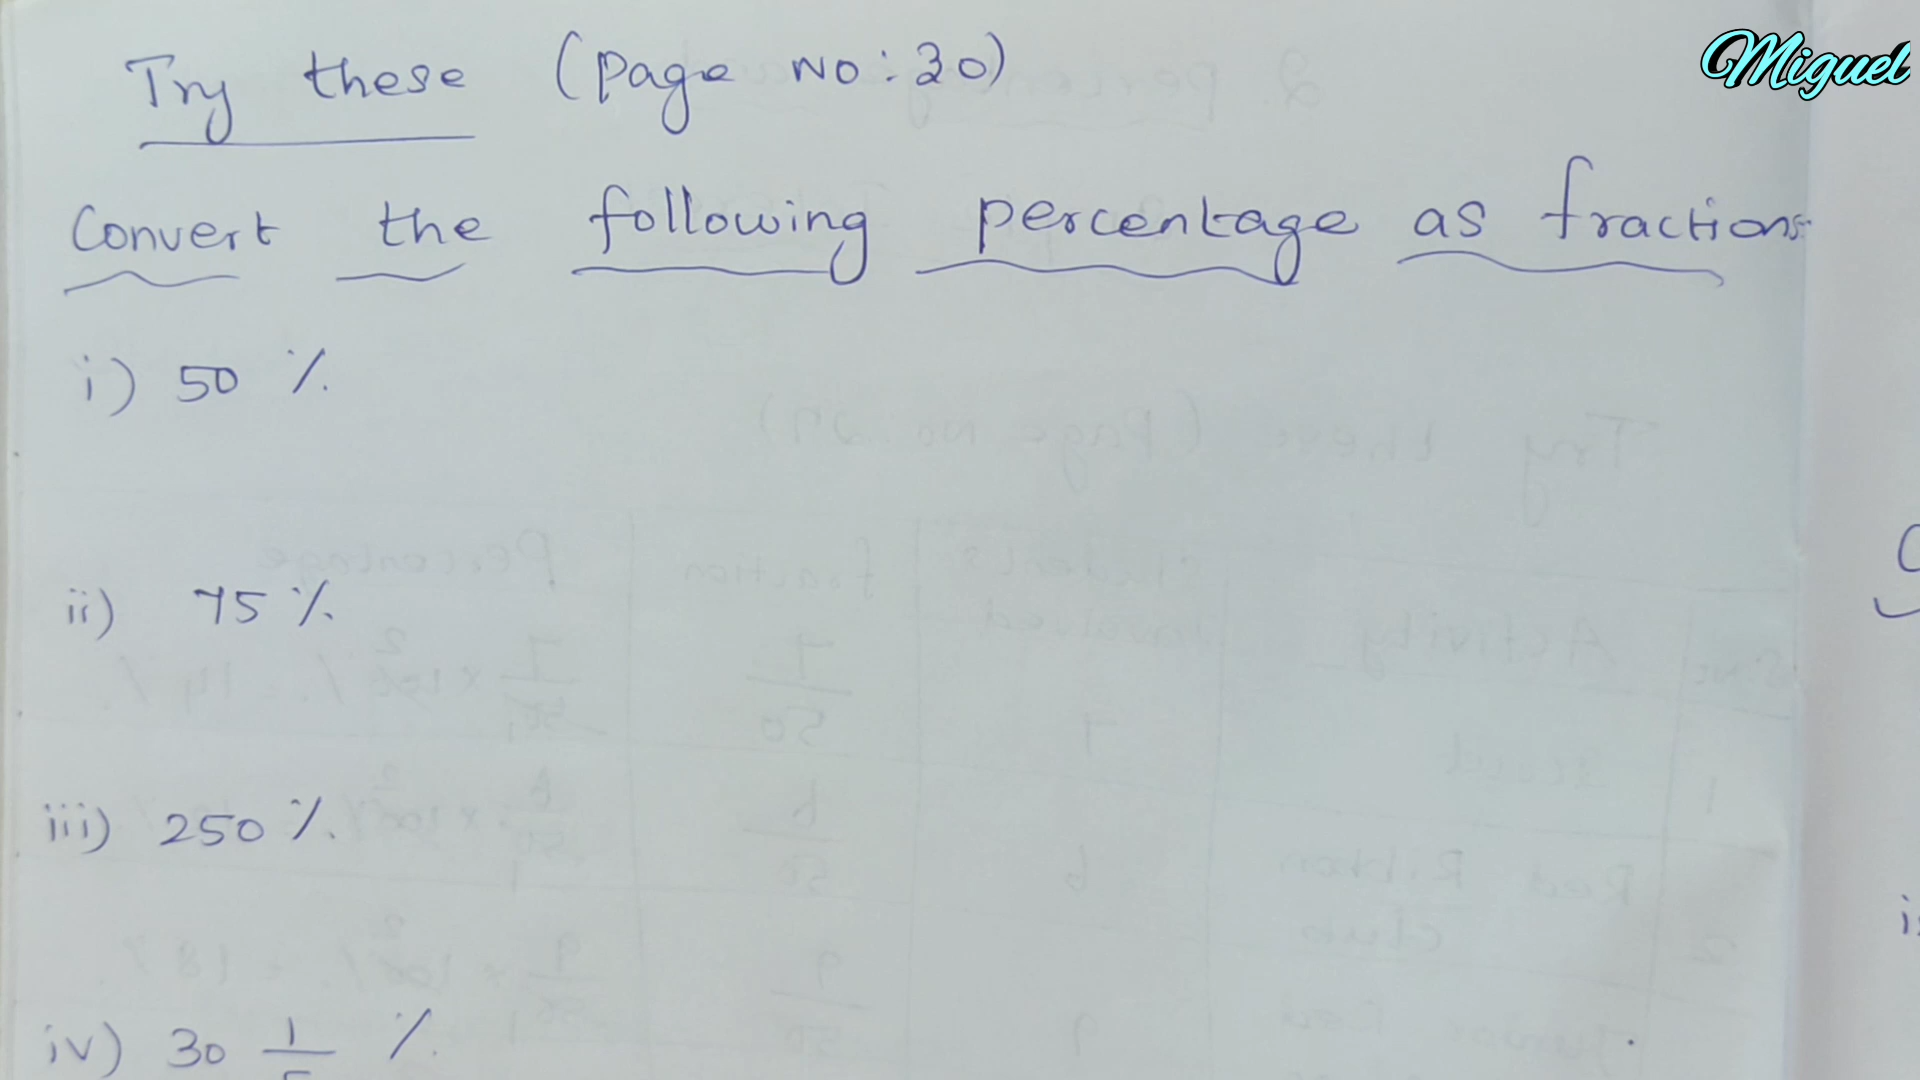 Miguel
Try these (page No: 30)
Convert the following percentage as fractions
i) 50 %
ii) 75 %
iii) 250 %
iv) 30 1/5 %